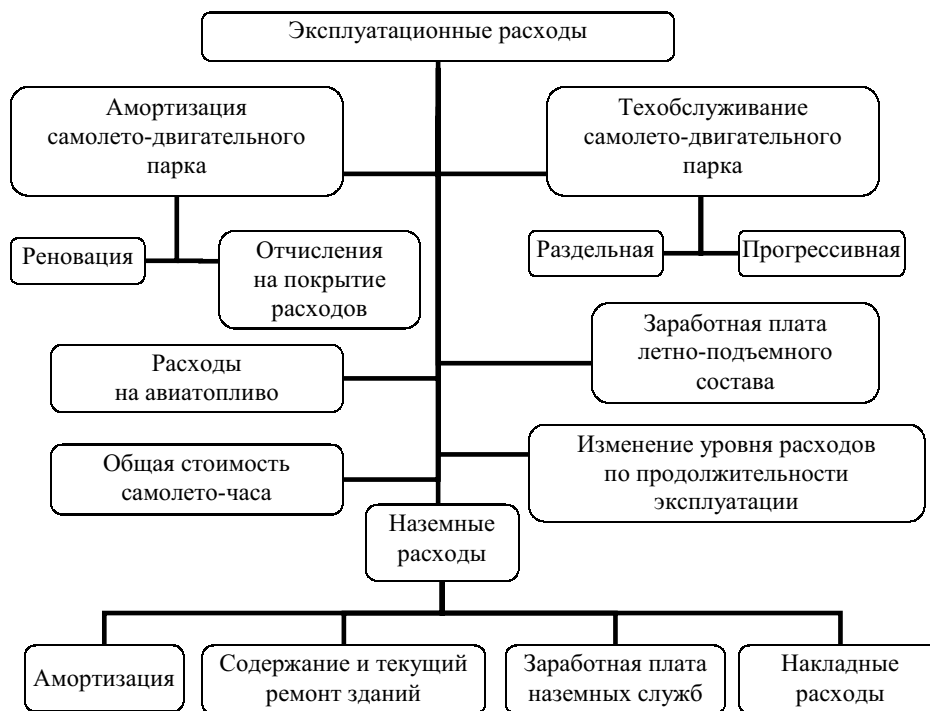 Эксплуатационные расходы
Амортизация
самолето-двигательного
парка
Техобслуживание
самолето-двигательного
парка
Реновация
Отчисления
на покрытие
расходов
Раздельная
Прогрессивная
Расходы
на авиатопливо
Заработная плата
летно-подъемного
состава
Общая стоимость
самолето-часа
Изменение уровня расходов
по продолжительности
эксплуатации
Наземные
расходы
Амортизация
Содержание и текущий
ремонт зданий
Заработная плата
наземных служб
Накладные
расходы